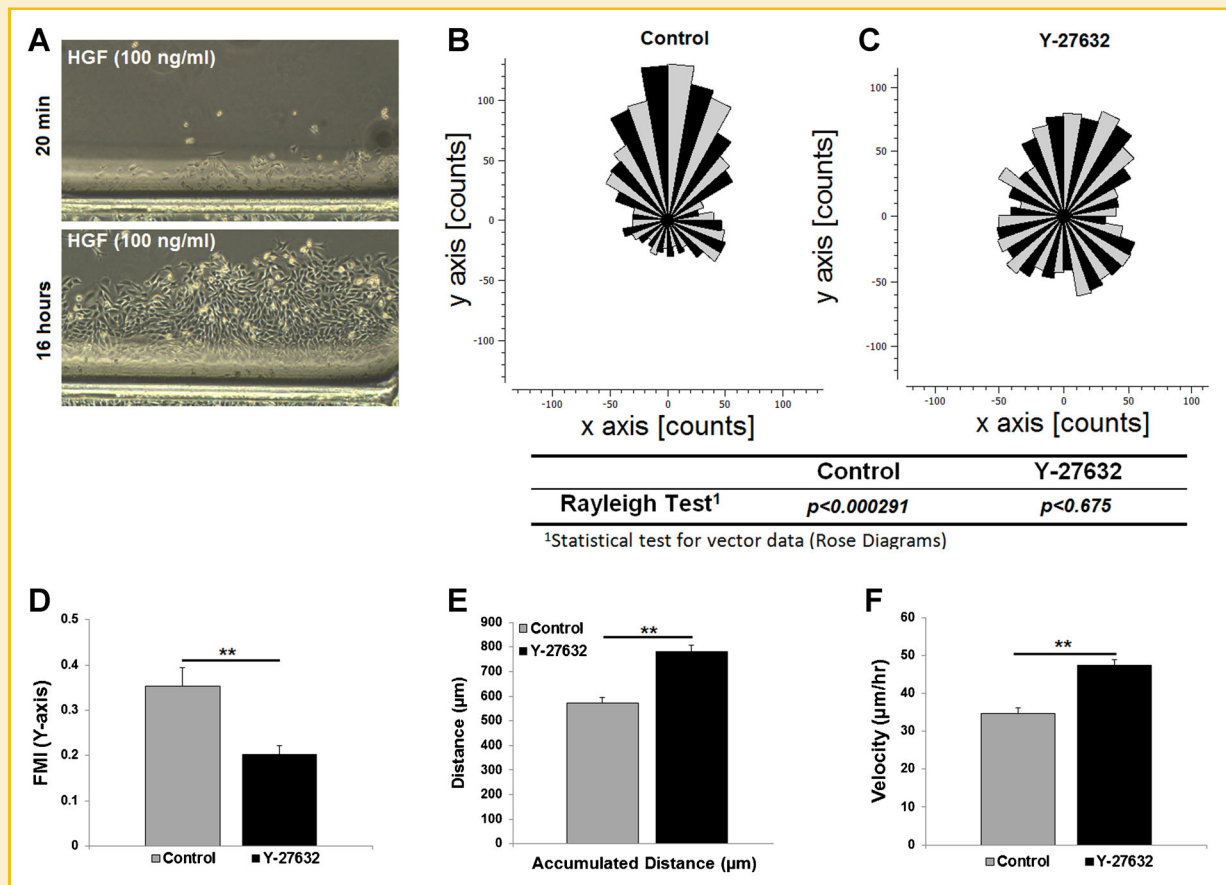 A
HGF (100 ng/ml)
20 min
HGF (100 ng/ml)
16 hours
B
Control
y axis [counts]
100
50
0
-50
-100
-100 -50 0 50 100
x axis [counts]
C
Y-27632
y axis [counts]
100
50
0
-50
-100
-100 -50 0 50 100
x axis [counts]
Control Y-27632
Rayleigh Test¹ p<0.000291 p<0.675
¹Statistical test for vector data (Rose Diagrams)
D
FMI (Y-axis)
0.5
0.4
0.3
0.2
0.1
0
**
Control Y-27632
E
Distance (µm)
900
800
700
600
500
400
300
200
100
0
Control
Y-27632
**
Accumulated Distance (µm)
F
Velocity (µm/hr)
60
50
40
30
20
10
0
**
Control Y-27632